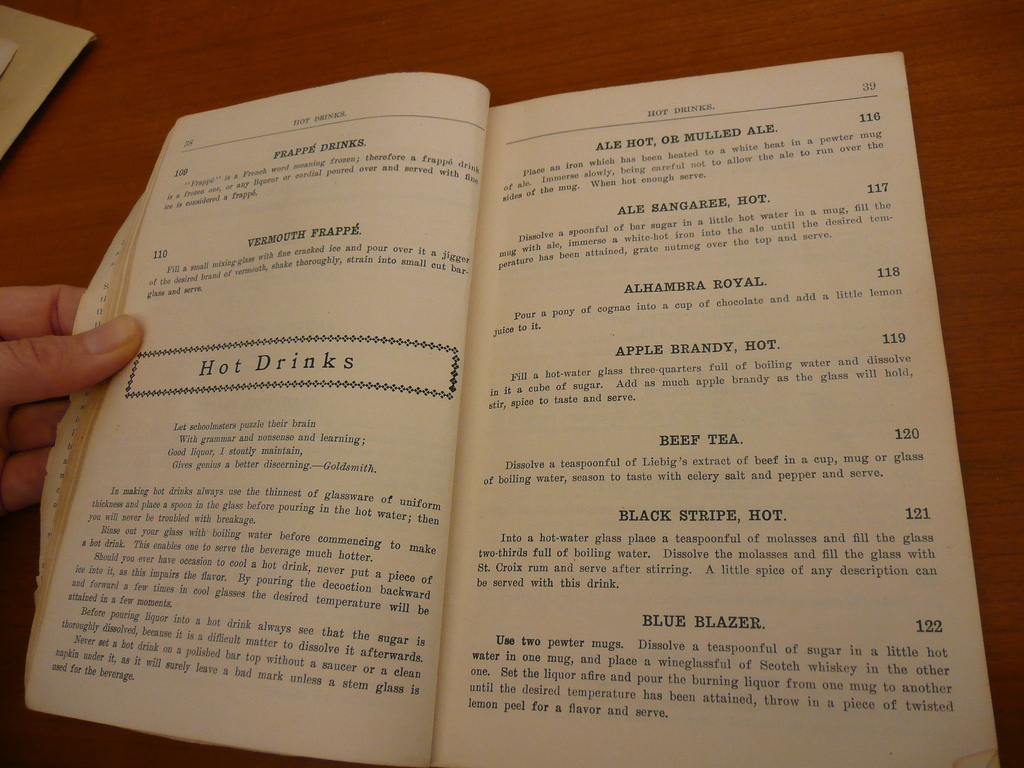 38
HOT DRINKS.
FRAPPÉ DRINKS.
109
"Frappé" is a French word meaning frozen; therefore a frappé drink
is a frozen one, or any liqueur or cordial poured over and served with fine
ice is considered a frappé.
VERMOUTH FRAPPÉ.
110
Fill a small mixing-glass with fine cracked ice and pour over it a jigger
of the desired brand of vermouth, shake thoroughly, strain into small cut bar-
glass and serve.
Hot Drinks
Let schoolmsters puzzle their brain
With grammar and nonsense and learning;
Good liquor, I stoutly maintain,
Gives genius a better discerning.—Goldsmith.
In making hot drinks always use the thinnest of glassware of uniform
thickness and place a spoon in the glass before pouring in the hot water; then
you will never be troubled with breakage.
Rinse out your glass with boiling water before commencing to make
a hot drink. This enables one to serve the beverage much hotter.
Should you ever have occasion to cool a hot drink, never put a piece of
ice into it, as this impairs the flavor. By pouring the decoction backward
and forward a few times in cool glasses the desired temperature will be
attained in a few moments.
Before pouring liquor into a hot drink always see that the sugar is
thoroughly dissolved, because it is a difficult matter to dissolve it afterwards.
Never set a hot drink on a polished bar top without a saucer or a clean
napkin under it, as it will surely leave a bad mark unless a stem glass is
used for the beverage.
HOT DRINKS.
39
ALE HOT, OR MULLED ALE.
116
Place an iron which has been heated to a white heat in a pewter mug
of ale. Immerse slowly, being careful not to allow the ale to run over the
sides of the mug. When hot enough serve.
ALE SANGAREE, HOT.
117
Dissolve a spoonful of bar sugar in a little hot water in a mug, fill the
mug with ale, immerse a white-hot iron into the ale until the desired tem-
perature has been attained, grate nutmeg over the top and serve.
ALHAMBRA ROYAL.
118
Pour a pony of cognac into a cup of chocolate and add a little lemon
juice to it.
APPLE BRANDY, HOT.
119
Fill a hot-water glass three-quarters full of boiling water and dissolve
in it a cube of sugar. Add as much apple brandy as the glass will hold,
stir, spice to taste and serve.
BEEF TEA.
120
Dissolve a teaspoonful of Liebig's extract of beef in a cup, mug or glass
of boiling water, season to taste with celery salt and pepper and serve.
BLACK STRIPE, HOT.
121
Into a hot-water glass place a teaspoonful of molasses and fill the glass
two-thirds full of boiling water. Dissolve the molasses and fill the glass with
St. Croix rum and serve after stirring. A little spice of any description can
be served with this drink.
BLUE BLAZER.
122
Use two pewter mugs. Dissolve a teaspoonful of sugar in a little hot
water in one mug, and place a wineglassful of Scotch whiskey in the other
one. Set the liquor afire and pour the burning liquor from one mug to another
until the desired temperature has been attained, throw in a piece of twisted
lemon peel for a flavor and serve.